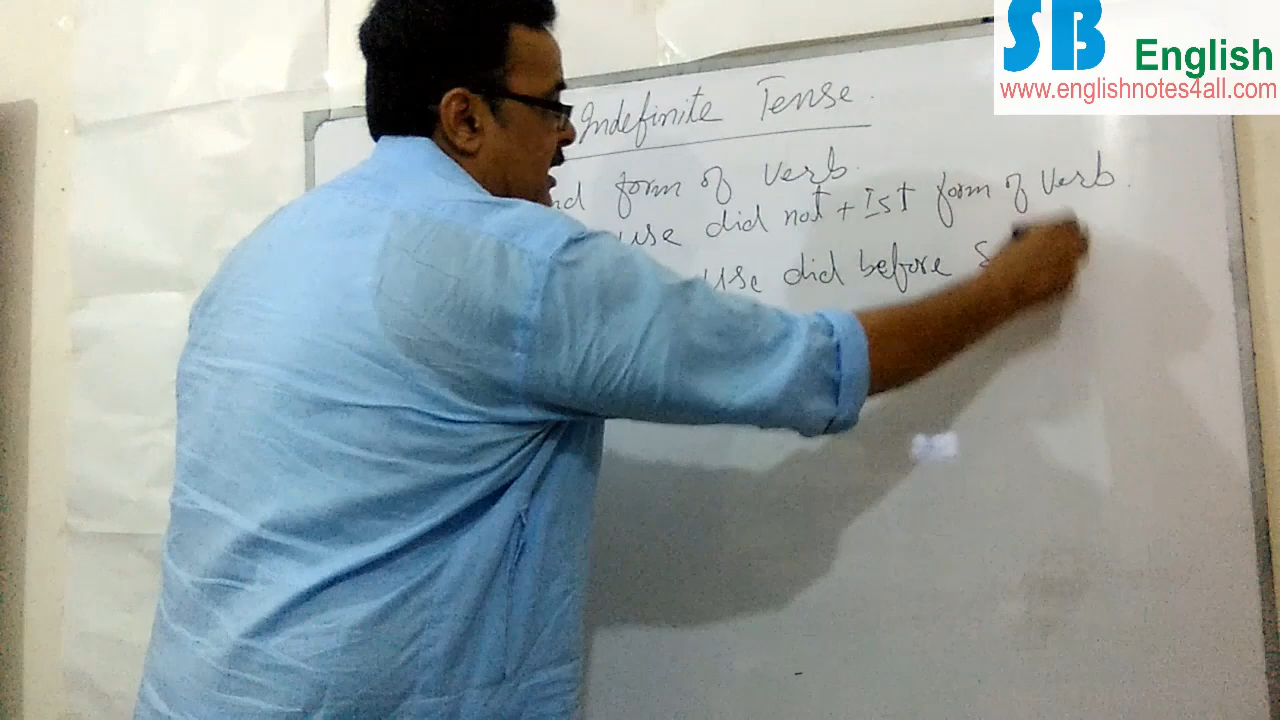 SB English
www.englishnotes4all.com
Indefinite Tense.
nd form of verb.
use did not + Ist form of verb.
use did before S